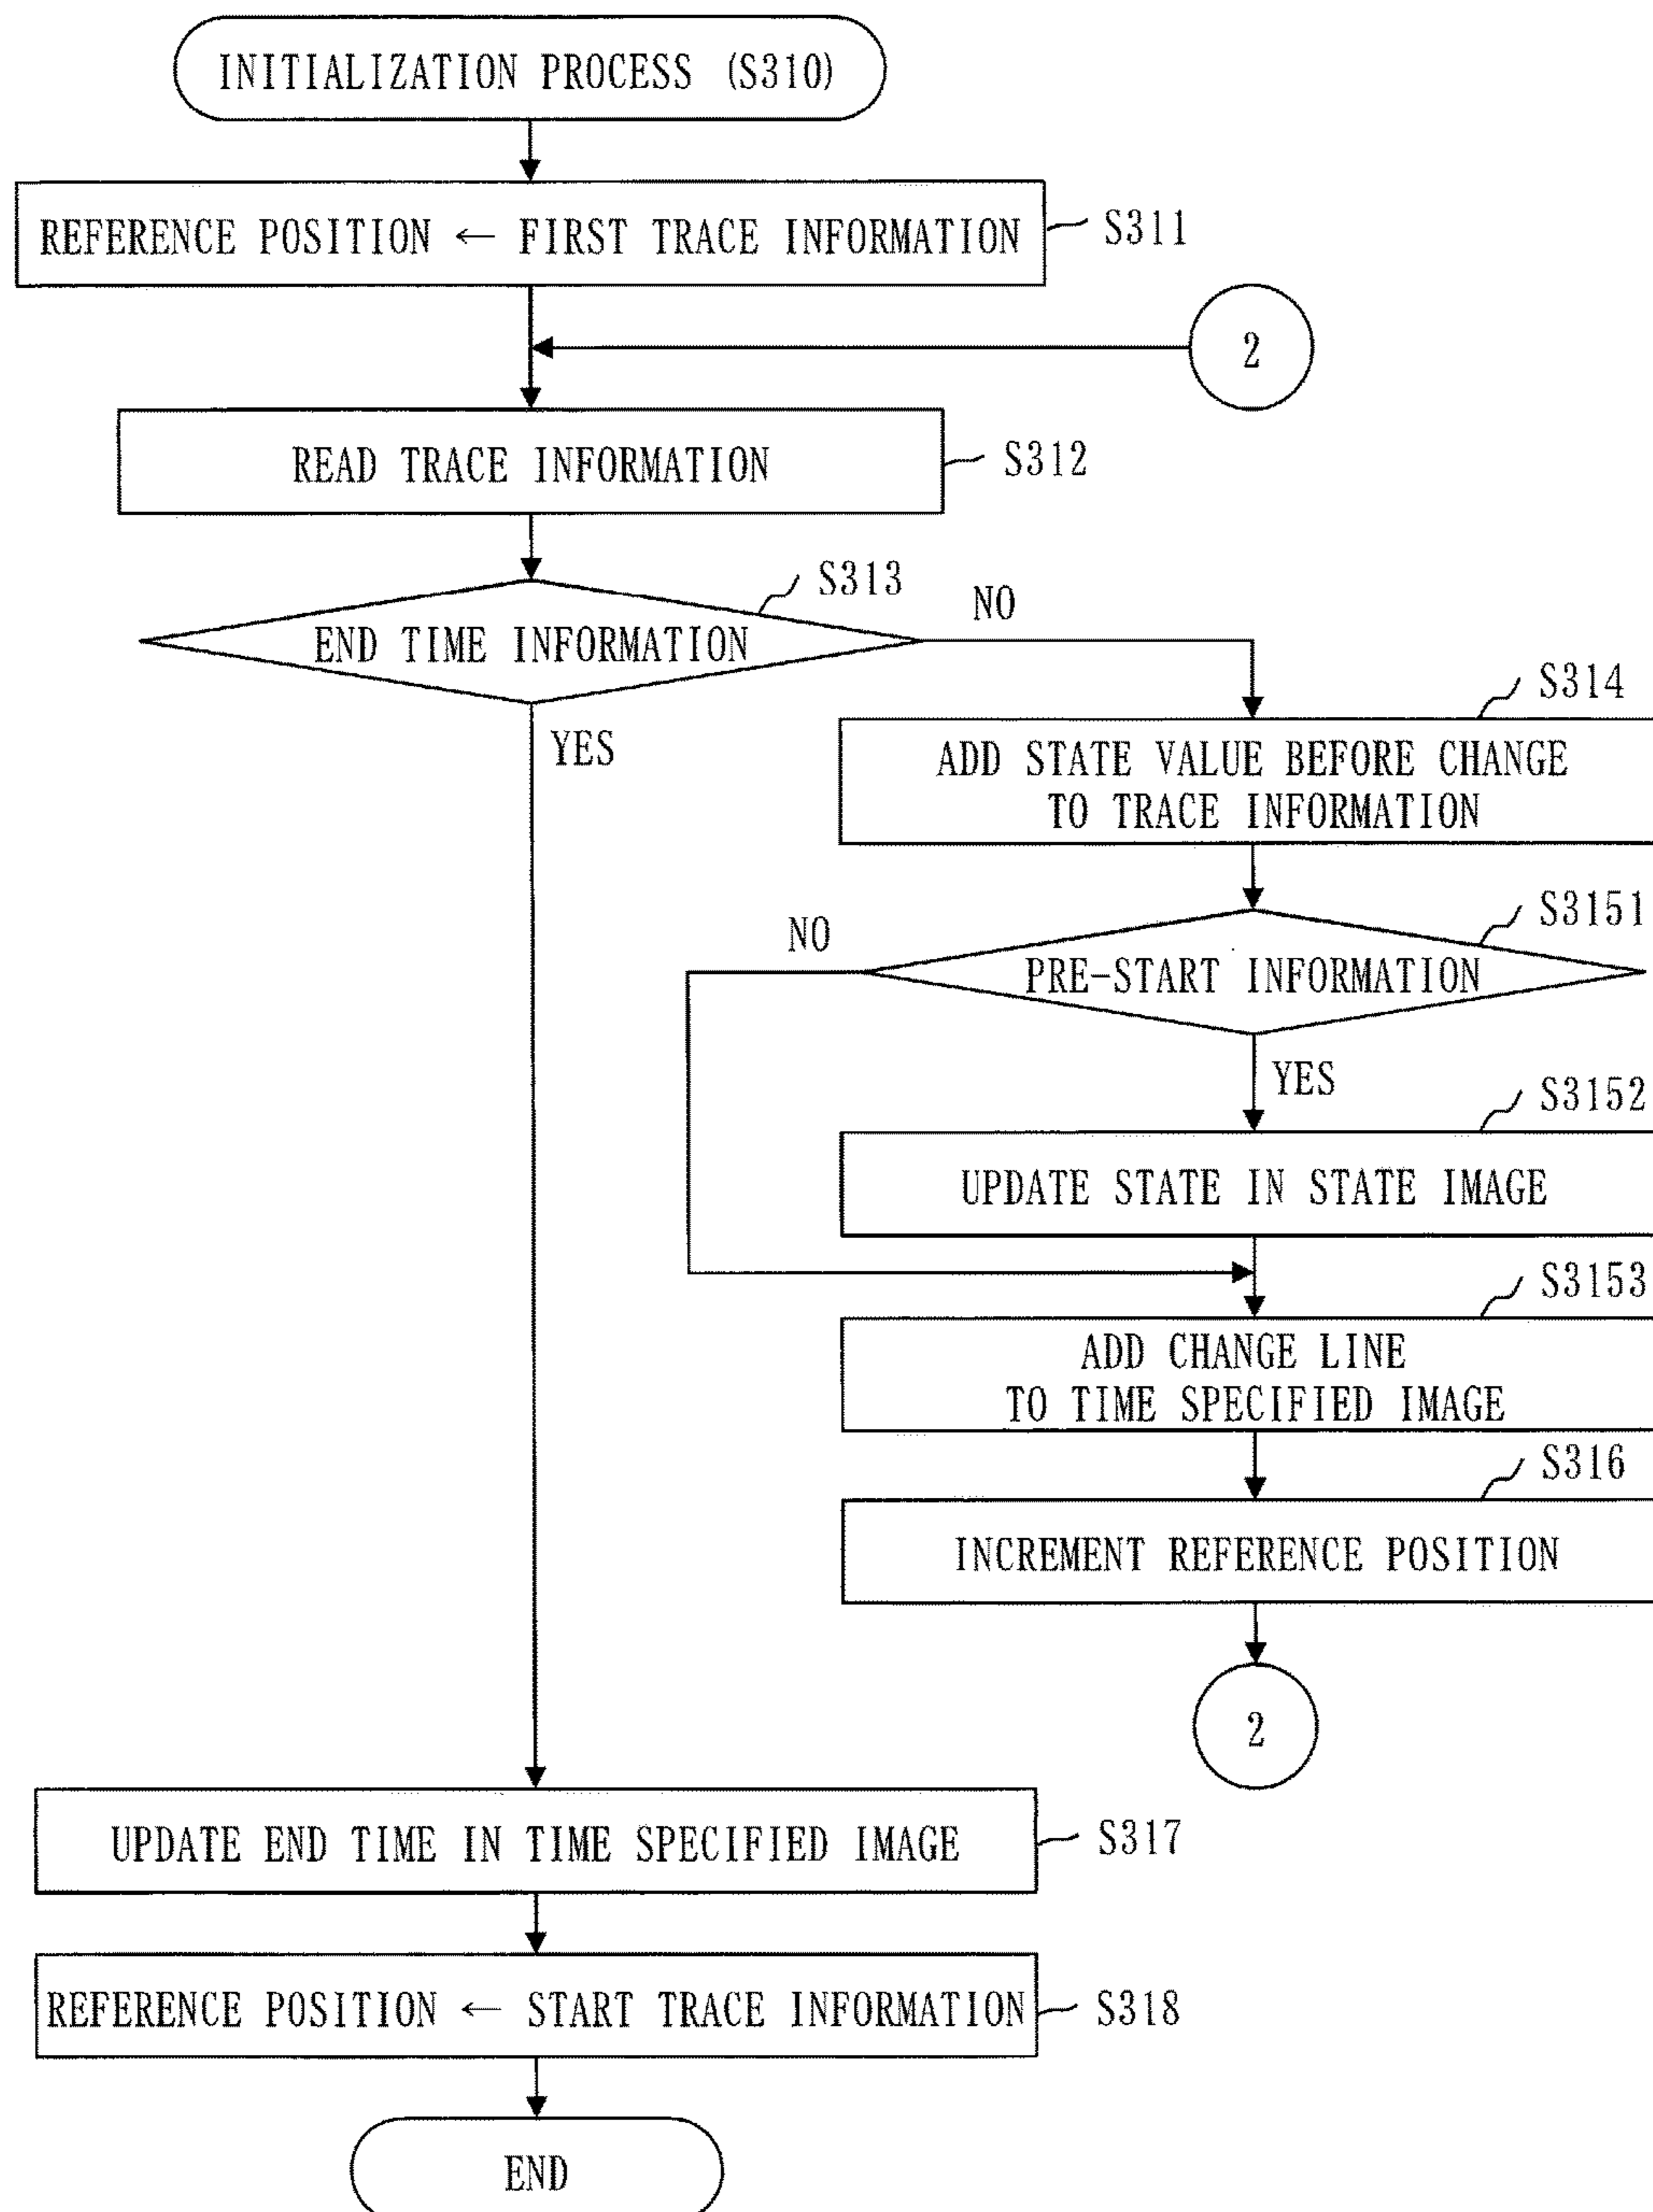 INITIALIZATION PROCESS (S310)
REFERENCE POSITION ← FIRST TRACE INFORMATION
S311
2
READ TRACE INFORMATION
S312
S313
END TIME INFORMATION
NO
YES
S314
ADD STATE VALUE BEFORE CHANGE
TO TRACE INFORMATION
S3151
NO
PRE-START INFORMATION
YES
S3152
UPDATE STATE IN STATE IMAGE
S3153
ADD CHANGE LINE
TO TIME SPECIFIED IMAGE
S316
INCREMENT REFERENCE POSITION
2
UPDATE END TIME IN TIME SPECIFIED IMAGE
S317
REFERENCE POSITION ← START TRACE INFORMATION
S318
END